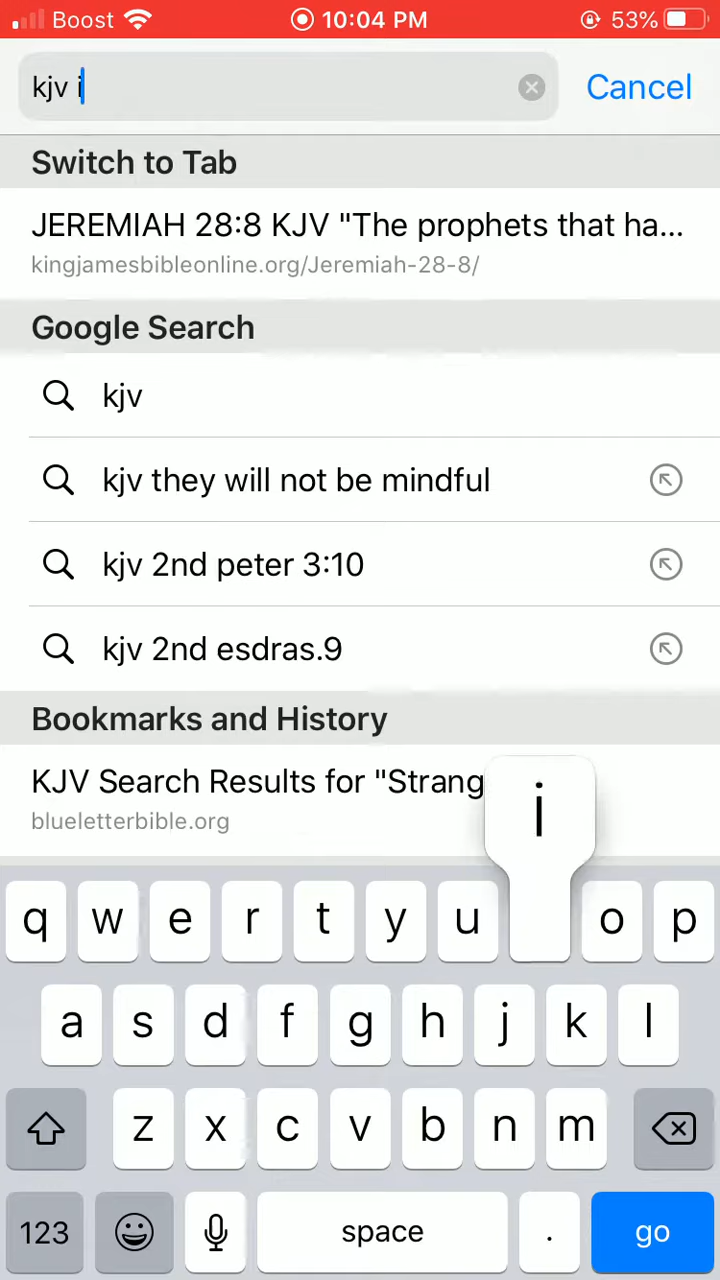 Boost 10:04 PM 53%
kjv i Cancel
Switch to Tab
JEREMIAH 28:8 KJV "The prophets that ha...
kingjamesbibleonline.org/Jeremiah-28-8/
Google Search
kjv
kjv they will not be mindful
kjv 2nd peter 3:10
kjv 2nd esdras.9
Bookmarks and History
KJV Search Results for "Strang
blueletterbible.org
i
q w e r t y u o p
a s d f g h j k l
z x c v b n m
123 space . go